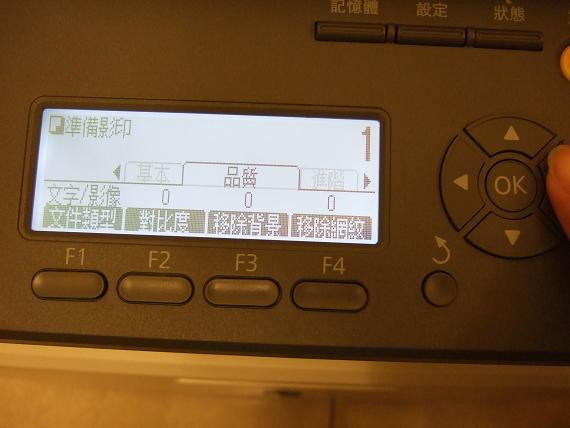 記憶體 設定 狀態
準備影印
1
基本 品質 進階
文字/影像 0 0 0
文件類型 對比度 移除背景 移除網紋
F1 F2 F3 F4
OK